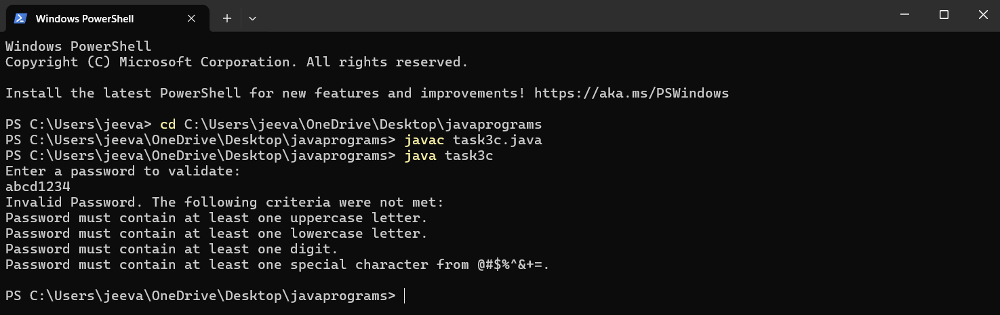 Windows PowerShell
Windows PowerShell
Copyright (C) Microsoft Corporation. All rights reserved.
Install the latest PowerShell for new features and improvements! https://aka.ms/PSWindows
PS C:\Users\jeeva> cd C:\Users\jeeva\OneDrive\Desktop\javaprograms
PS C:\Users\jeeva\OneDrive\Desktop\javaprograms> javac task3c.java
PS C:\Users\jeeva\OneDrive\Desktop\javaprograms> java task3c
Enter a password to validate:
abcd1234
Invalid Password. The following criteria were not met:
Password must contain at least one uppercase letter.
Password must contain at least one lowercase letter.
Password must contain at least one digit.
Password must contain at least one special character from @#$%^&+=.
PS C:\Users\jeeva\OneDrive\Desktop\javaprograms>